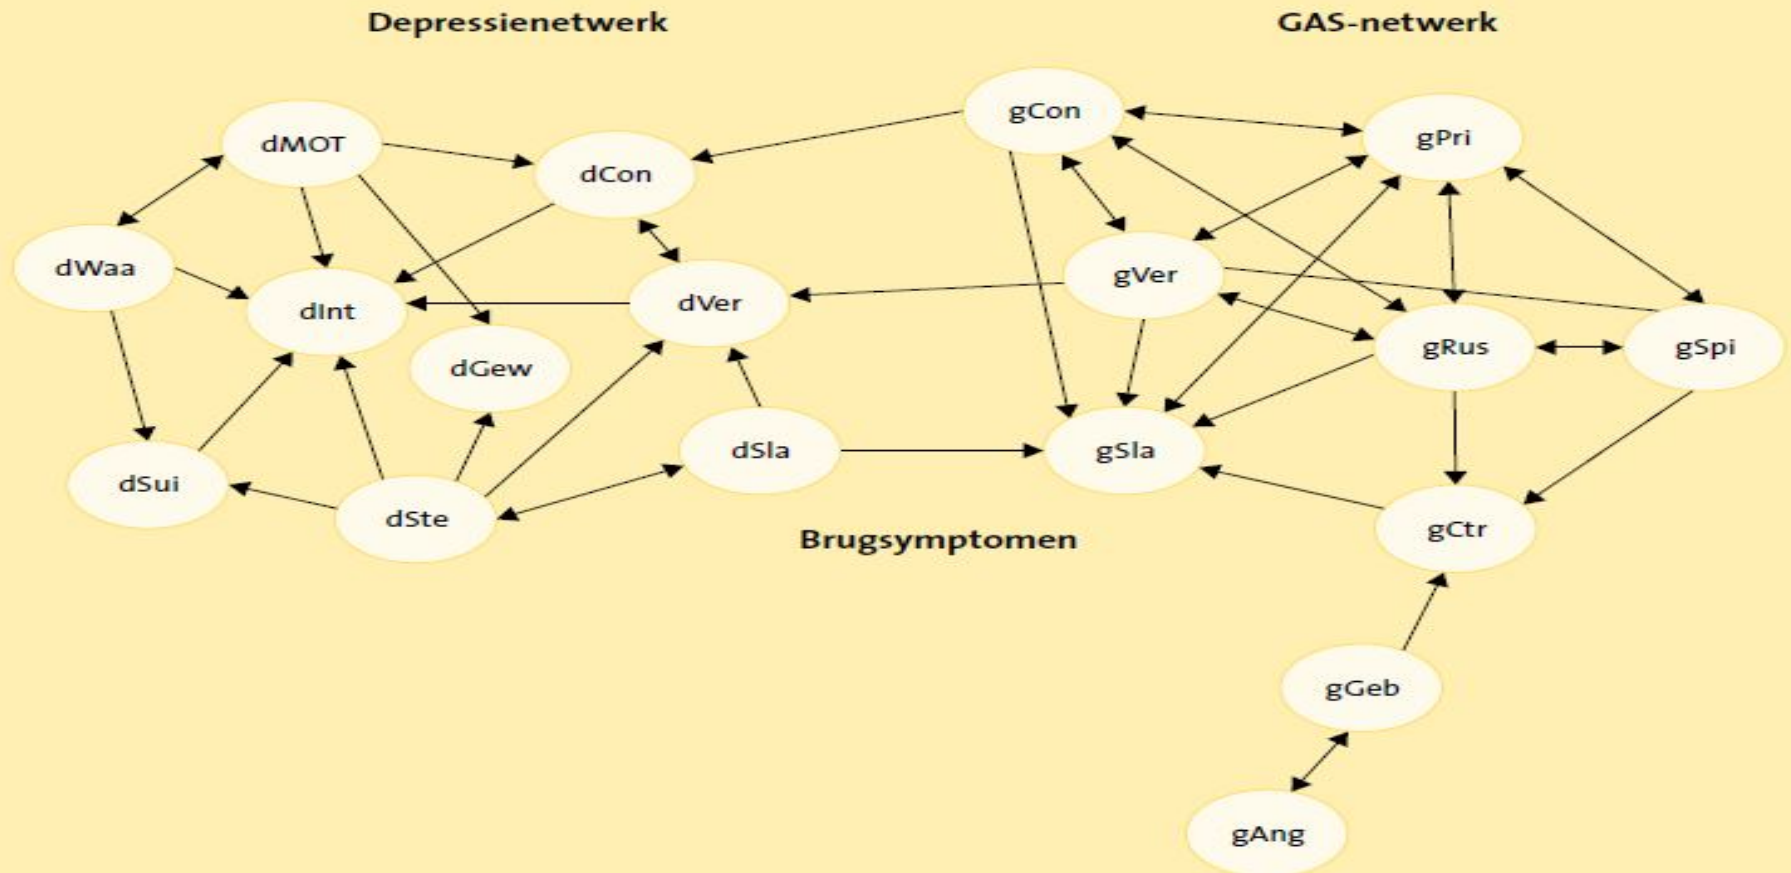 Depressienetwerk
GAS-netwerk
gCon
gPri
dMOT
dCon
dWaa
gVer
dInt
dVer
gRus
gSpi
dGew
dSla
gSla
dSui
dSte
gCtr
Brugsymptomen
gGeb
gAng